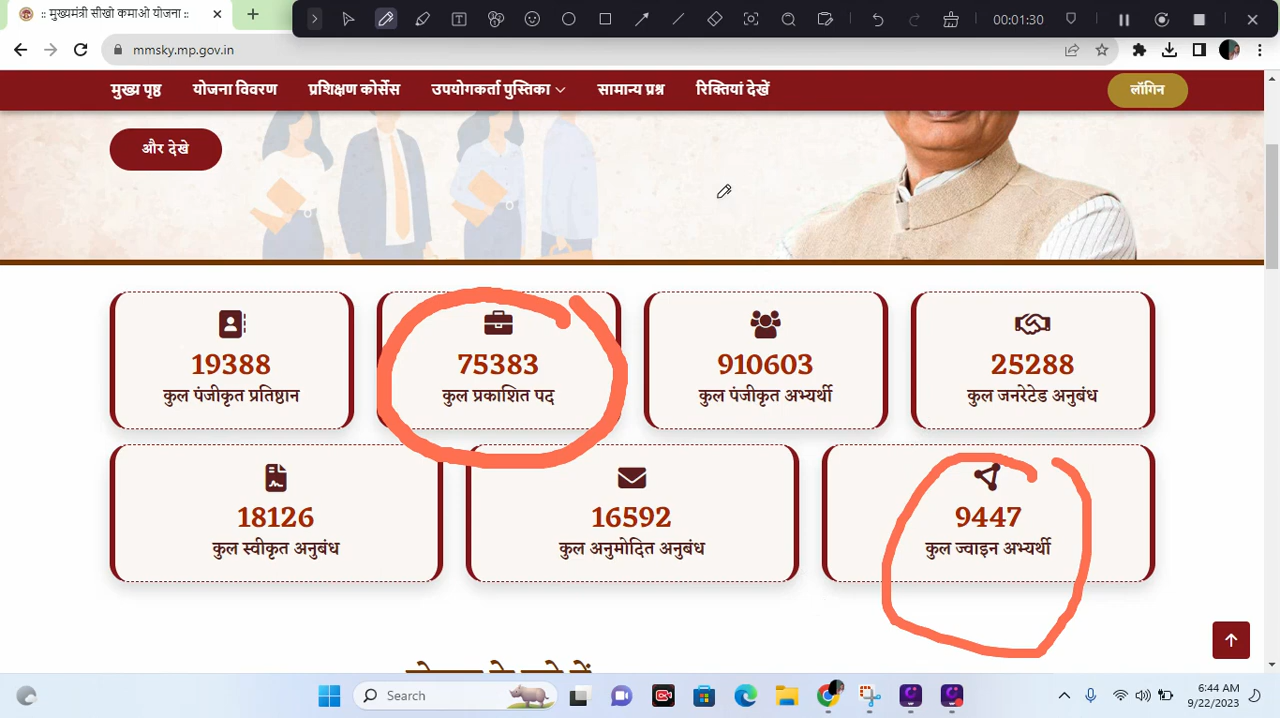 :: मुख्यमंत्री सीखो कमाओ योजना ::
00:01:30
mmsky.mp.gov.in
मुख्य पृष्ठ योजना विवरण प्रशिक्षण कोर्सेस उपयोगकर्ता पुस्तिका सामान्य प्रश्न रिक्तियां देखें लॉगिन
और देखे
19388 75383 910603 25288
कुल पंजीकृत प्रतिष्ठान कुल प्रकाशित पद कुल पंजीकृत अभ्यर्थी कुल जनरेटेड अनुबंध
18126 16592 9447
कुल स्वीकृत अनुबंध कुल अनुमोदित अनुबंध कुल ज्वाइन अभ्यर्थी
Search
6:44 AM
9/22/2023